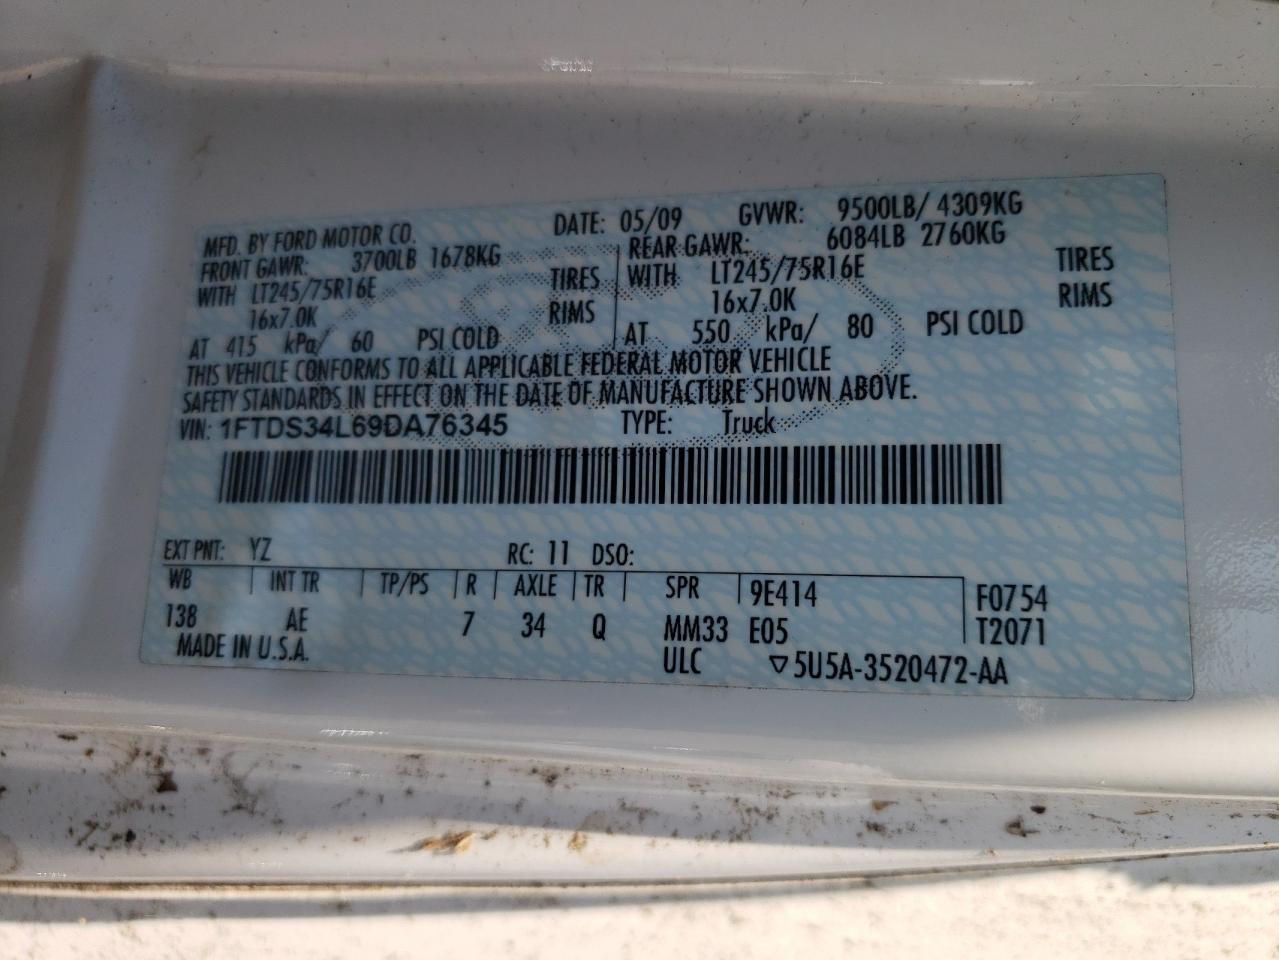 MFD. BY FORD MOTOR CO. DATE: 05/09 GVWR: 9500LB/ 4309KG
FRONT GAWR: 3700LB 1678KG REAR GAWR: 6084LB 2760KG
WITH LT245/75R16E TIRES WITH LT245/75R16E TIRES
16x7.0K RIMS 16x7.0K RIMS
AT 415 kPa/ 60 PSI COLD AT 550 kPa/ 80 PSI COLD
THIS VEHICLE CONFORMS TO ALL APPLICABLE FEDERAL MOTOR VEHICLE
SAFETY STANDARDS IN EFFECT ON THE DATE OF MANUFACTURE SHOWN ABOVE.
VIN: 1FTDS34L69DA76345 TYPE: Truck
EXT PNT: YZ RC: 11 DSO:
WB INT TR TP/PS R AXLE TR SPR 9E414 F0754
138 AE 7 34 Q MM33 E05 T2071
MADE IN U.S.A. ULC ▽5U5A-3520472-AA